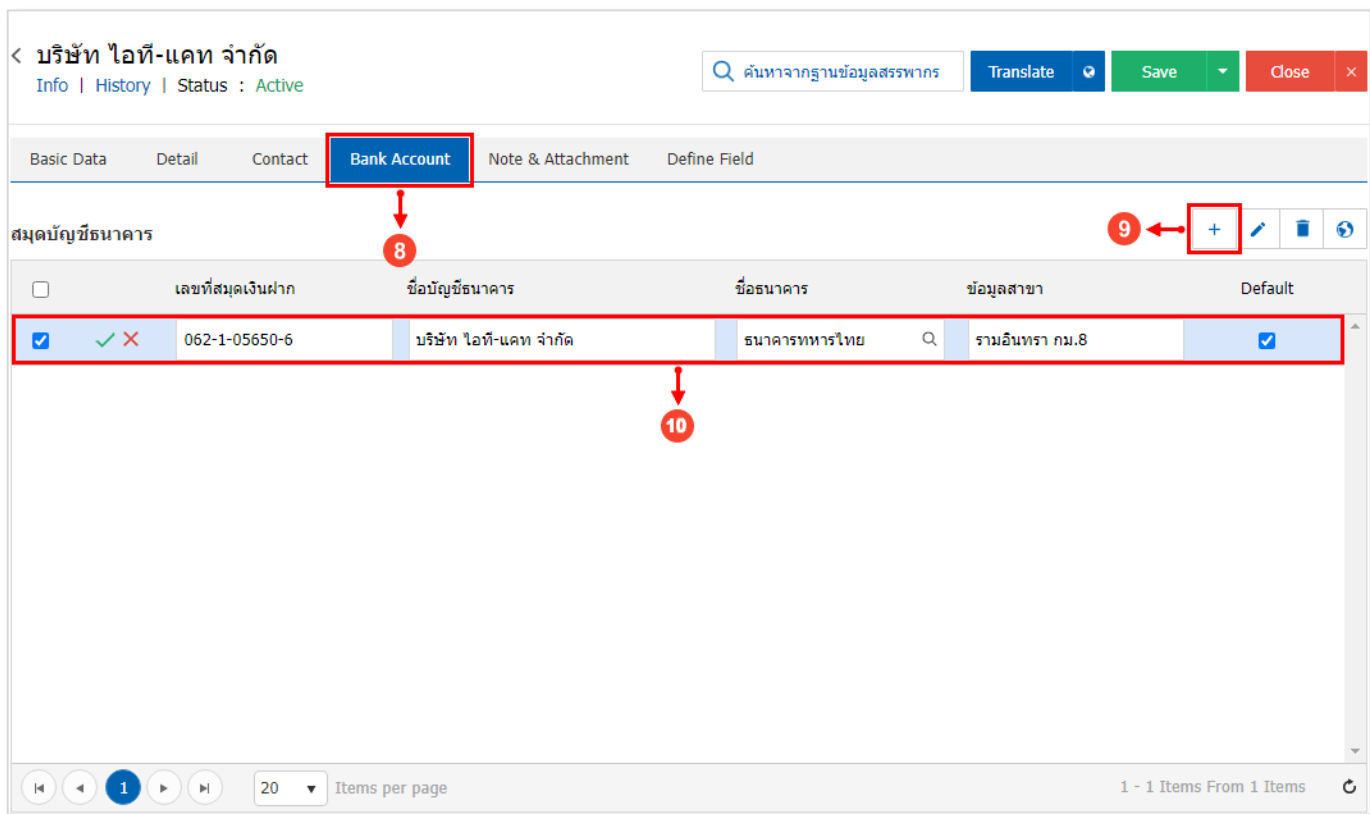 บริษัท ไอที-แคท จำกัด
Info | History | Status : Active
ค้นหาจากฐานข้อมูลสรรพากร
Translate
Save
Close
Basic Data
Detail
Contact
Bank Account
Note & Attachment
Define Field
8
9
สมุดบัญชีธนาคาร
เลขที่สมุดเงินฝาก
ชื่อบัญชีธนาคาร
ชื่อธนาคาร
ข้อมูลสาขา
Default
062-1-05650-6
บริษัท ไอที-แคท จำกัด
ธนาคารทหารไทย
รามอินทรา กม.8
10
1
20
Items per page
1 - 1 Items From 1 Items